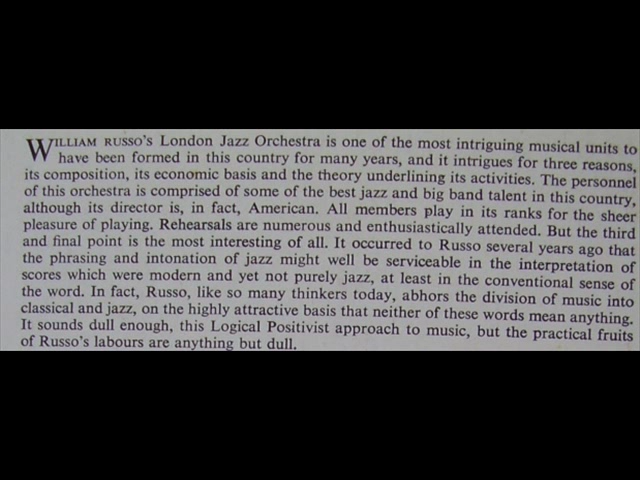 WILLIAM RUSSO'S London Jazz Orchestra is one of the most intriguing musical units to
have been formed in this country for many years, and it intrigues for three reasons,
its composition, its economic basis and the theory underlining its activities. The personnel
of this orchestra is comprised of some of the best jazz and big band talent in this country,
although its director is, in fact, American. All members play in its ranks for the sheer
pleasure of playing. Rehearsals are numerous and enthusiastically attended. But the third
and final point is the most interesting of all. It occurred to Russo several years ago that
the phrasing and intonation of jazz might well be serviceable in the interpretation of
scores which were modern and yet not purely jazz, at least in the conventional sense of
the word. In fact, Russo, like so many thinkers today, abhors the division of music into
classical and jazz, on the highly attractive basis that neither of these words mean anything.
It sounds dull enough, this Logical Positivist approach to music, but the practical fruits
of Russo's labours are anything but dull.